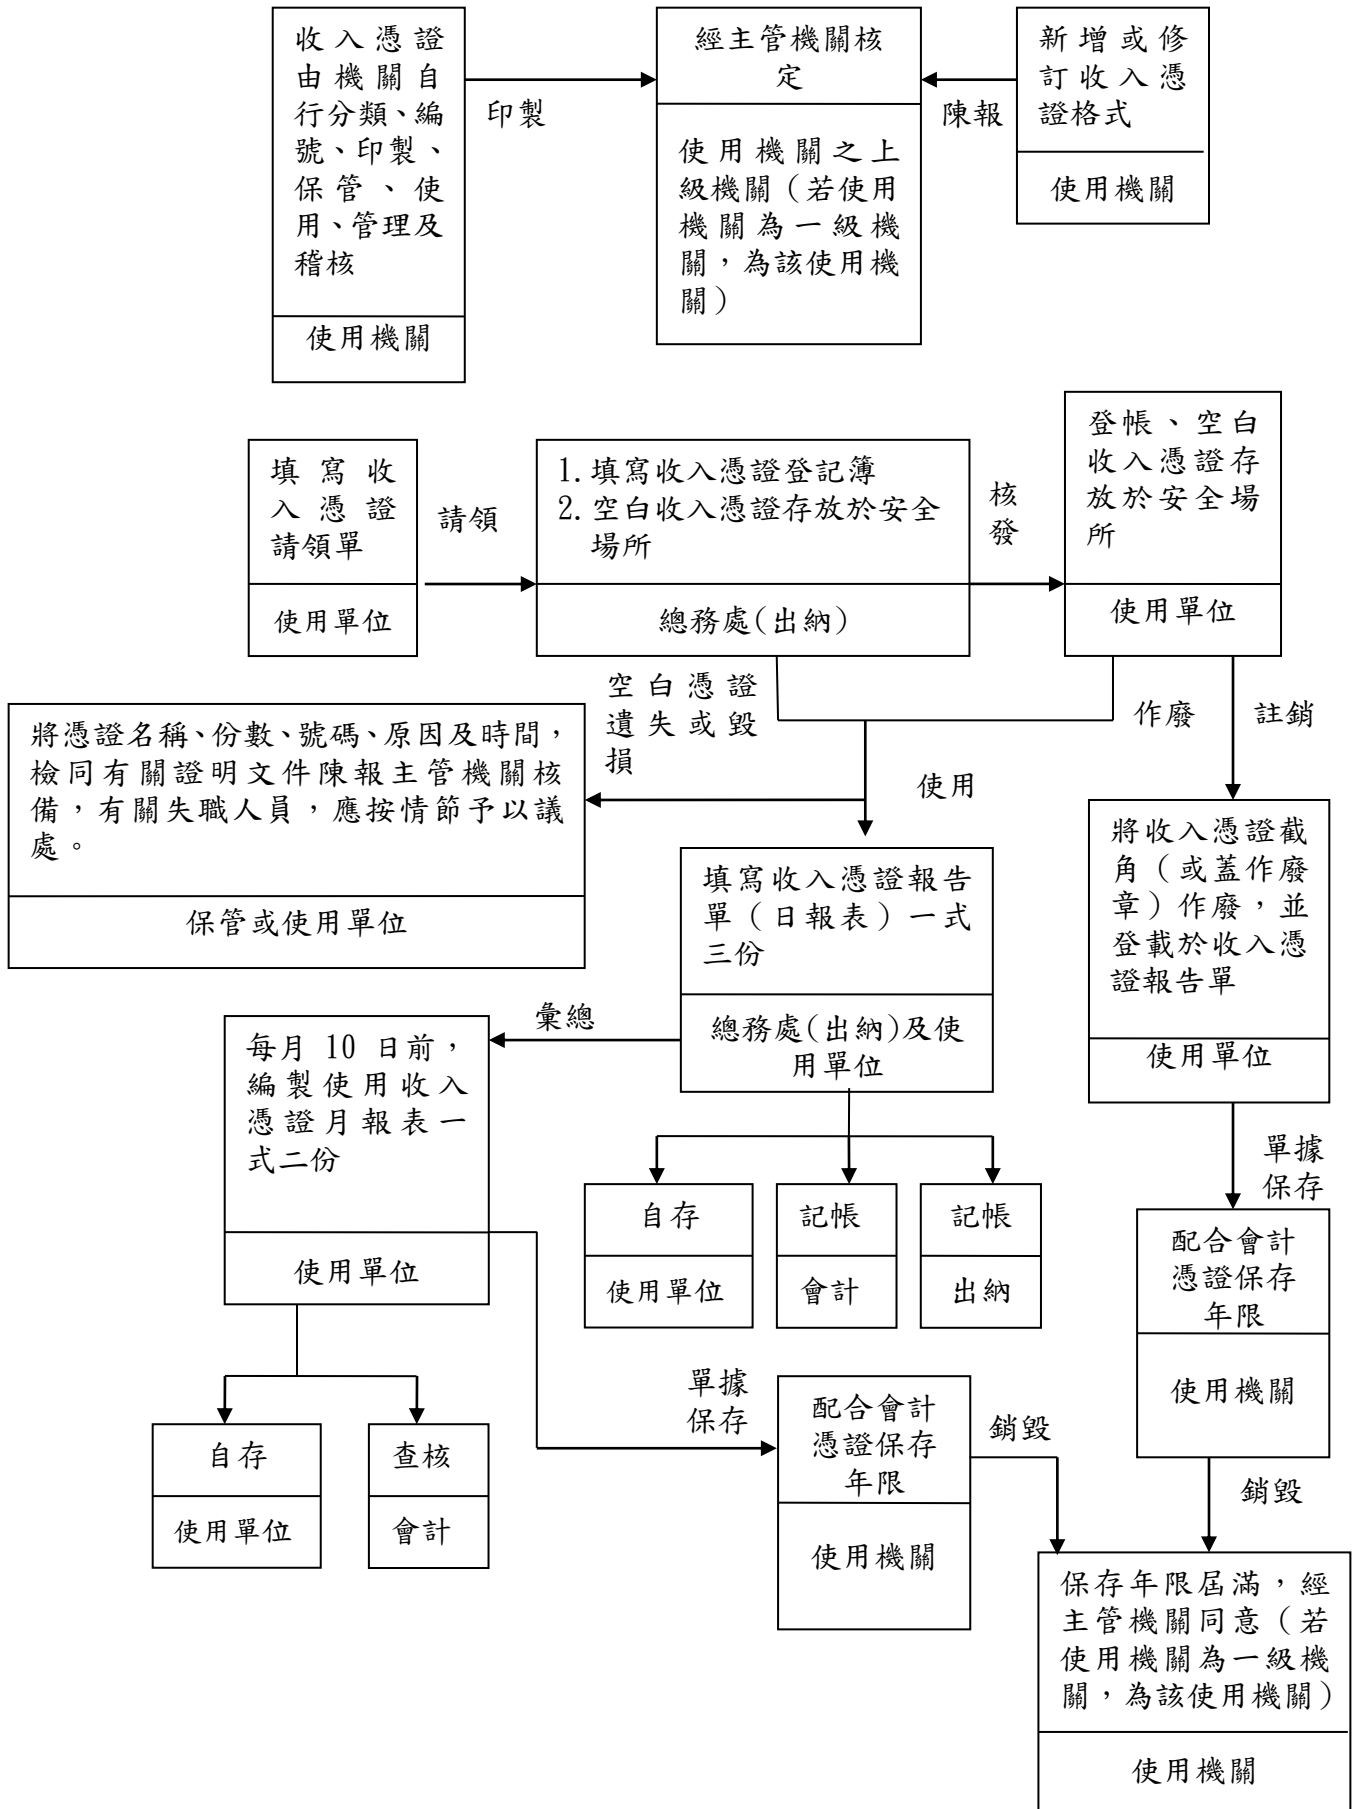 收入憑證
由機關自
行分類、編
號、印製、
保管、使
用、管理及
稽核
使用機關
印製
經主管機關核
定
使用機關之上
級機關（若使用
機關為一級機
關，為該使用機
關）
陳報
新增或修
訂收入憑
證格式
使用機關
填寫收
入憑證
請領單
使用單位
請領
1.填寫收入憑證登記簿
2.空白收入憑證存放於安全
場所
總務處(出納)
核
發
登帳、空白
收入憑證存
放於安全場
所
使用單位
空白憑證
遺失或毀
損
作廢
註銷
將憑證名稱、份數、號碼、原因及時間，
檢同有關證明文件陳報主管機關核
備，有關失職人員，應按情節予以議
處。
保管或使用單位
使用
填寫收入憑證報告
單（日報表）一式
三份
總務處(出納)及使
用單位
將收入憑證截
角（或蓋作廢
章）作廢，並
登載於收入憑
證報告單
使用單位
彙總
每月 10 日前，
編製使用收入
憑證月報表一
式二份
使用單位
自存
使用單位
記帳
會計
記帳
出納
單據
保存
配合會計
憑證保存
年限
使用機關
自存
使用單位
查核
會計
單據
保存
配合會計
憑證保存
年限
使用機關
銷毀
銷毀
保存年限屆滿，經
主管機關同意（若
使用機關為一級機
關，為該使用機關）
使用機關